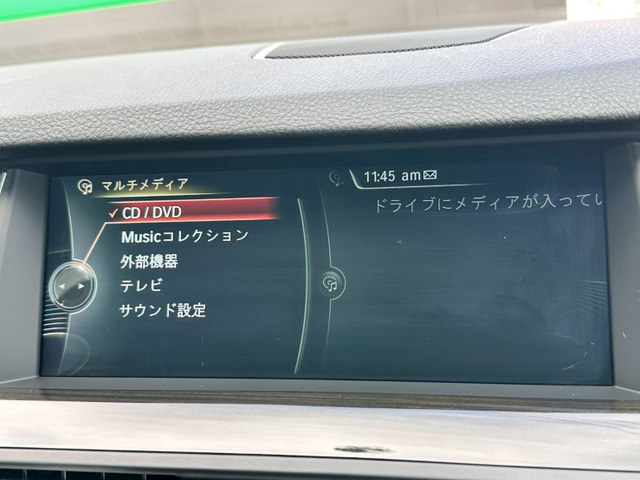 マルチメディア
✓ CD / DVD
Musicコレクション
外部機器
テレビ
サウンド設定
11:45 am
ドライブにメディアが入ってい